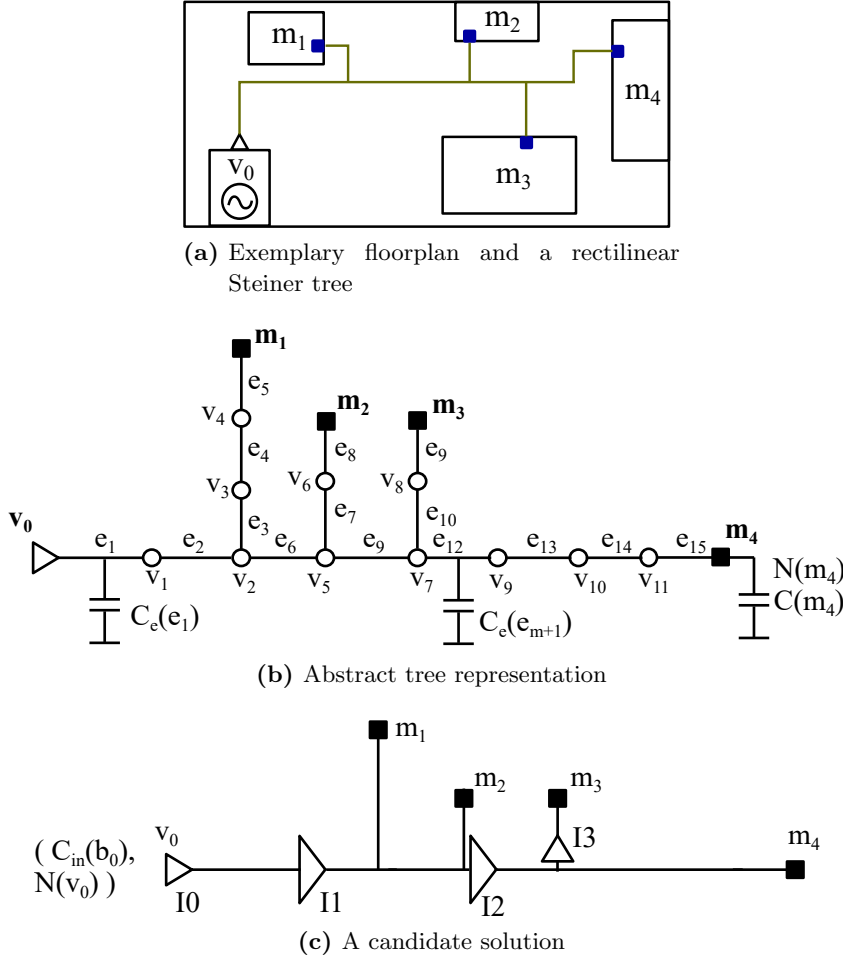 m₁
m₂
m₄
v₀
m₃
(a) Exemplary floorplan and a rectilinear
Steiner tree
m₁
e₅
m₂
m₃
v₄
e₄
e₈
e₉
v₃
v₆
v₈
v₀
e₃
e₇
e₁₀
m₄
e₁
e₂
e₆
e₉
e₁₂
e₁₃
e₁₄
e₁₅
v₁
v₂
v₅
v₇
v₉
v₁₀
v₁₁
N(m₄)
C(m₄)
Cₑ(e₁)
Cₑ(eₘ₊₁)
(b) Abstract tree representation
m₁
m₂
m₃
v₀
I3
m₄
( Cᵢₙ(b₀),
N(v₀) )
I0
I1
I2
(c) A candidate solution